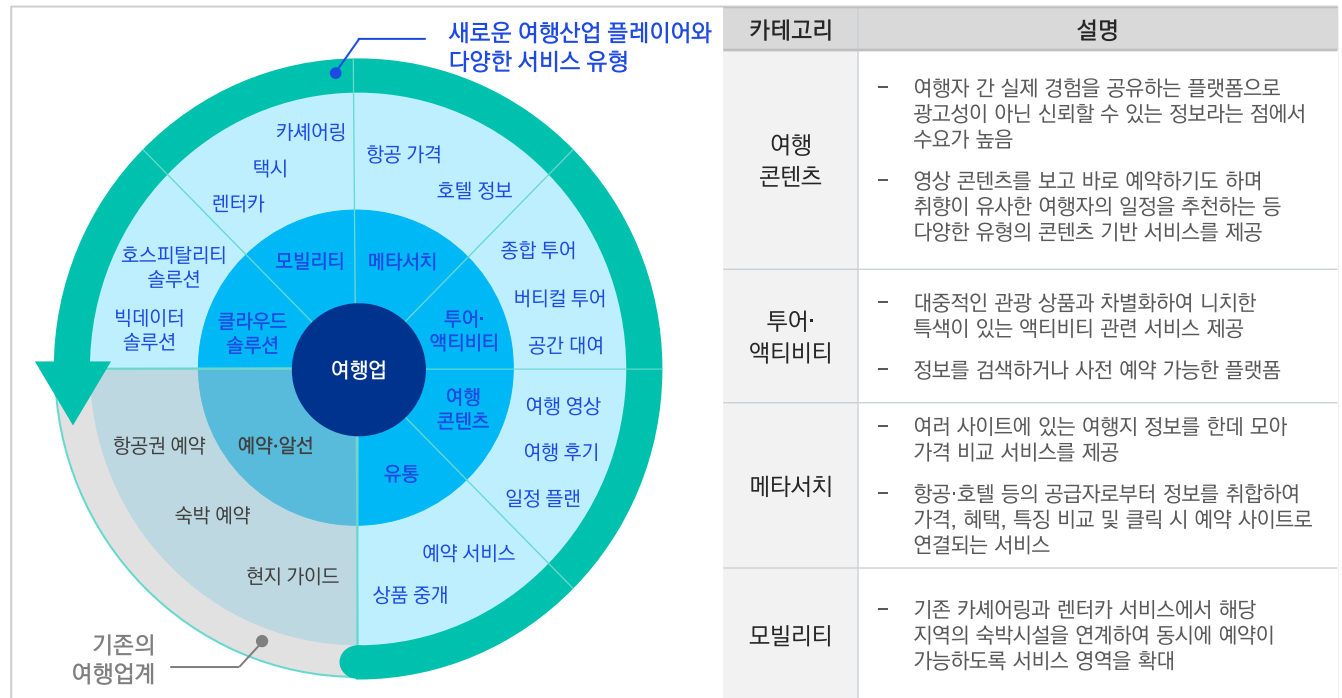 새로운 여행산업 플레이어와
다양한 서비스 유형
카셰어링
택시
렌터카
항공 가격
호텔 정보
호스피탈리티
솔루션
빅데이터
솔루션
종합 투어
버티컬 투어
공간 대여
모빌리티
메타서치
클라우드
솔루션
투어·
액티비티
여행업
여행
콘텐츠
예약·알선
유통
여행 영상
여행 후기
일정 플랜
항공권 예약
숙박 예약
현지 가이드
예약 서비스
상품 중개
기존의
여행업계
카테고리
설명
여행
콘텐츠
– 여행자 간 실제 경험을 공유하는 플랫폼으로
광고성이 아닌 신뢰할 수 있는 정보라는 점에서
수요가 높음
– 영상 콘텐츠를 보고 바로 예약하기도 하며
취향이 유사한 여행자의 일정을 추천하는 등
다양한 유형의 콘텐츠 기반 서비스를 제공
투어·
액티비티
– 대중적인 관광 상품과 차별화하여 니치한
특색이 있는 액티비티 관련 서비스 제공
– 정보를 검색하거나 사전 예약 가능한 플랫폼
메타서치
– 여러 사이트에 있는 여행지 정보를 한데 모아
가격 비교 서비스를 제공
– 항공·호텔 등의 공급자로부터 정보를 취합하여
가격, 혜택, 특징 비교 및 클릭 시 예약 사이트로
연결되는 서비스
모빌리티
– 기존 카셰어링과 렌터카 서비스에서 해당
지역의 숙박시설을 연계하여 동시에 예약이
가능하도록 서비스 영역을 확대